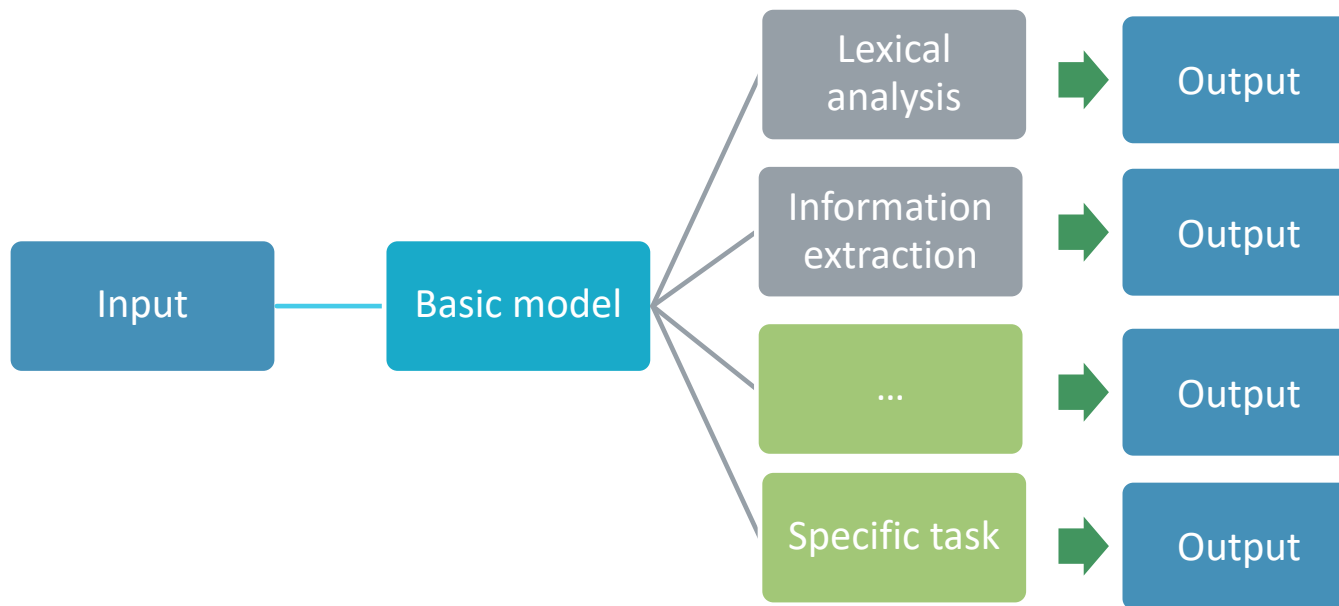 Input
Basic model
Lexical
analysis
Output
Information
extraction
Output
...
Output
Specific task
Output